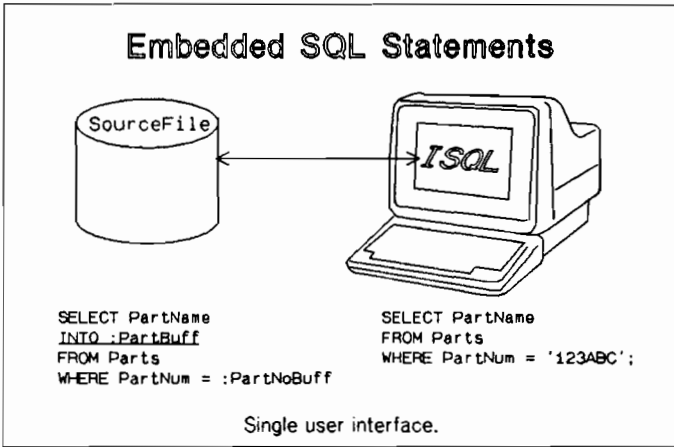 Embedded SQL Statements
SourceFile
ISQL
SELECT PartName
INTO :PartBuff
FROM Parts
WHERE PartNum = :PartNoBuff
SELECT PartName
FROM Parts
WHERE PartNum = '123ABC';
Single user interface.